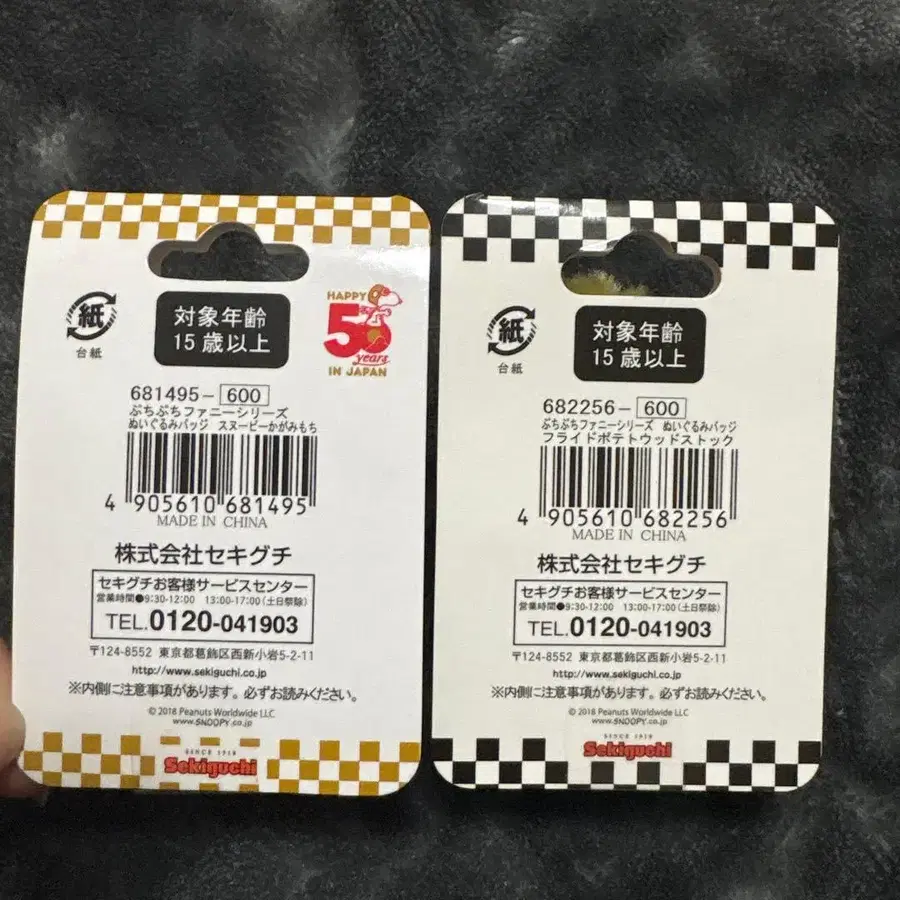 紙
台紙
対象年齢
15歳以上
HAPPY
50
years
IN JAPAN
681495-600
ぷちぷちファニーシリーズ
ぬいぐるみバッジ スヌーピーかがみもち
4 905610 681495
MADE IN CHINA
株式会社セキグチ
セキグチお客様サービスセンター
営業時間●9:30-12:00 13:00-17:00(土日祭除)
TEL.0120-041903
〒124-8552 東京都葛飾区西新小岩5-2-11
http://www.sekiguchi.co.jp
※内側に注意事項があります。必ずお読みください。
© 2018 Peanuts Worldwide LLC
www.SNOOPY.co.jp
SINCE 1918
Sekiguchi
紙
台紙
対象年齢
15歳以上
682256-600
ぷちぷちファニーシリーズ ぬいぐるみバッジ
フライドポテトウッドストック
4 905610 682256
MADE IN CHINA
株式会社セキグチ
セキグチお客様サービスセンター
営業時間●9:30-12:00 13:00-17:00(土日祭除)
TEL.0120-041903
〒124-8552 東京都葛飾区西新小岩5-2-11
http://www.sekiguchi.co.jp
※内側に注意事項があります。必ずお読みください。
© 2018 Peanuts Worldwide LLC
www.SNOOPY.co.jp
SINCE 1918
Sekiguchi